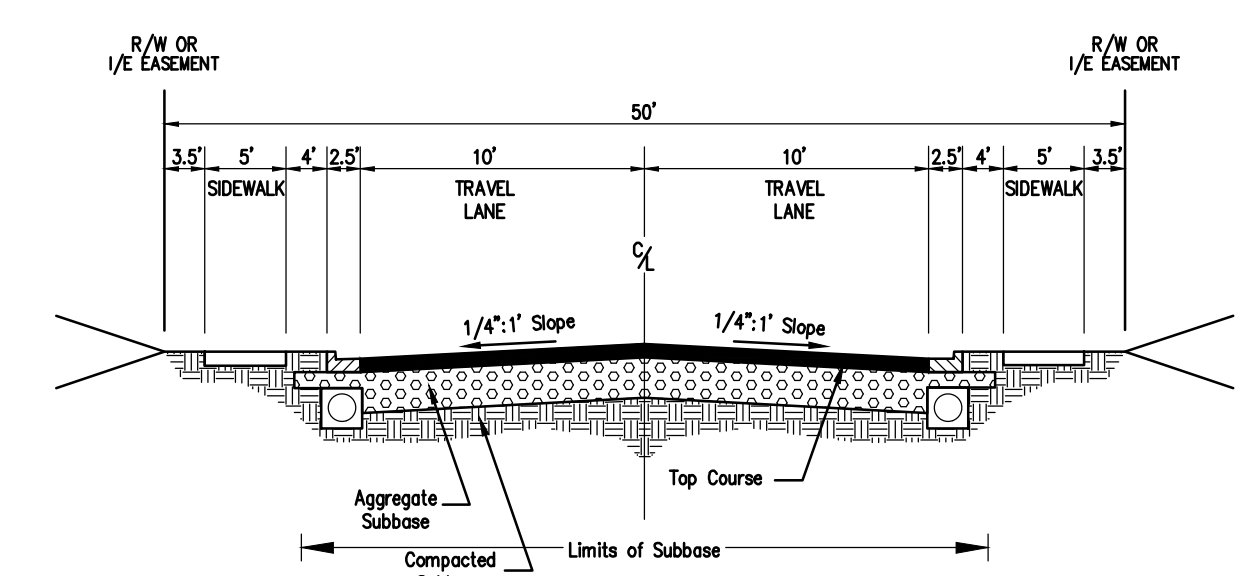 R/W OR
I/E EASEMENT
R/W OR
I/E EASEMENT
50'
3.5' 5' 4' 2.5' 10' 10' 2.5' 4' 5' 3.5'
SIDEWALK TRAVEL TRAVEL SIDEWALK
LANE LANE
C/L
1/4":1' Slope 1/4":1' Slope
Top Course
Aggregate
Subbase
Limits of Subbase
Compacted